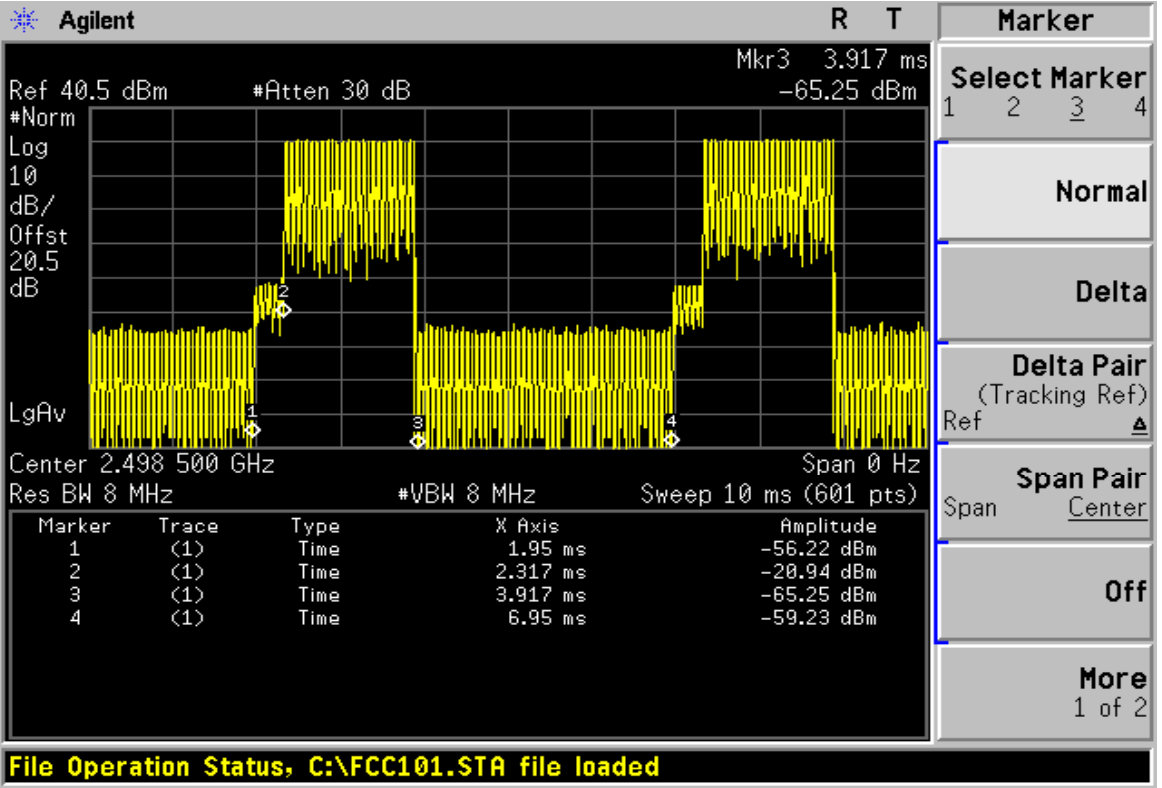 Agilent R T
Mkr3 3.917 ms
Ref 40.5 dBm #Atten 30 dB -65.25 dBm
#Norm
Log
10
dB/
Offst
20.5
dB
LgAv
1
2
3
4
Center 2.498 500 GHz Span 0 Hz
Res BW 8 MHz #VBW 8 MHz Sweep 10 ms (601 pts)
Marker Trace Type X Axis Amplitude
1 (1) Time 1.95 ms -56.22 dBm
2 (1) Time 2.317 ms -20.94 dBm
3 (1) Time 3.917 ms -65.25 dBm
4 (1) Time 6.95 ms -59.23 dBm
File Operation Status, C:\FCC101.STA file loaded
Marker
Select Marker
1 2 3 4
Normal
Delta
Delta Pair
(Tracking Ref)
Ref Δ
Span Pair
Span Center
Off
More
1 of 2